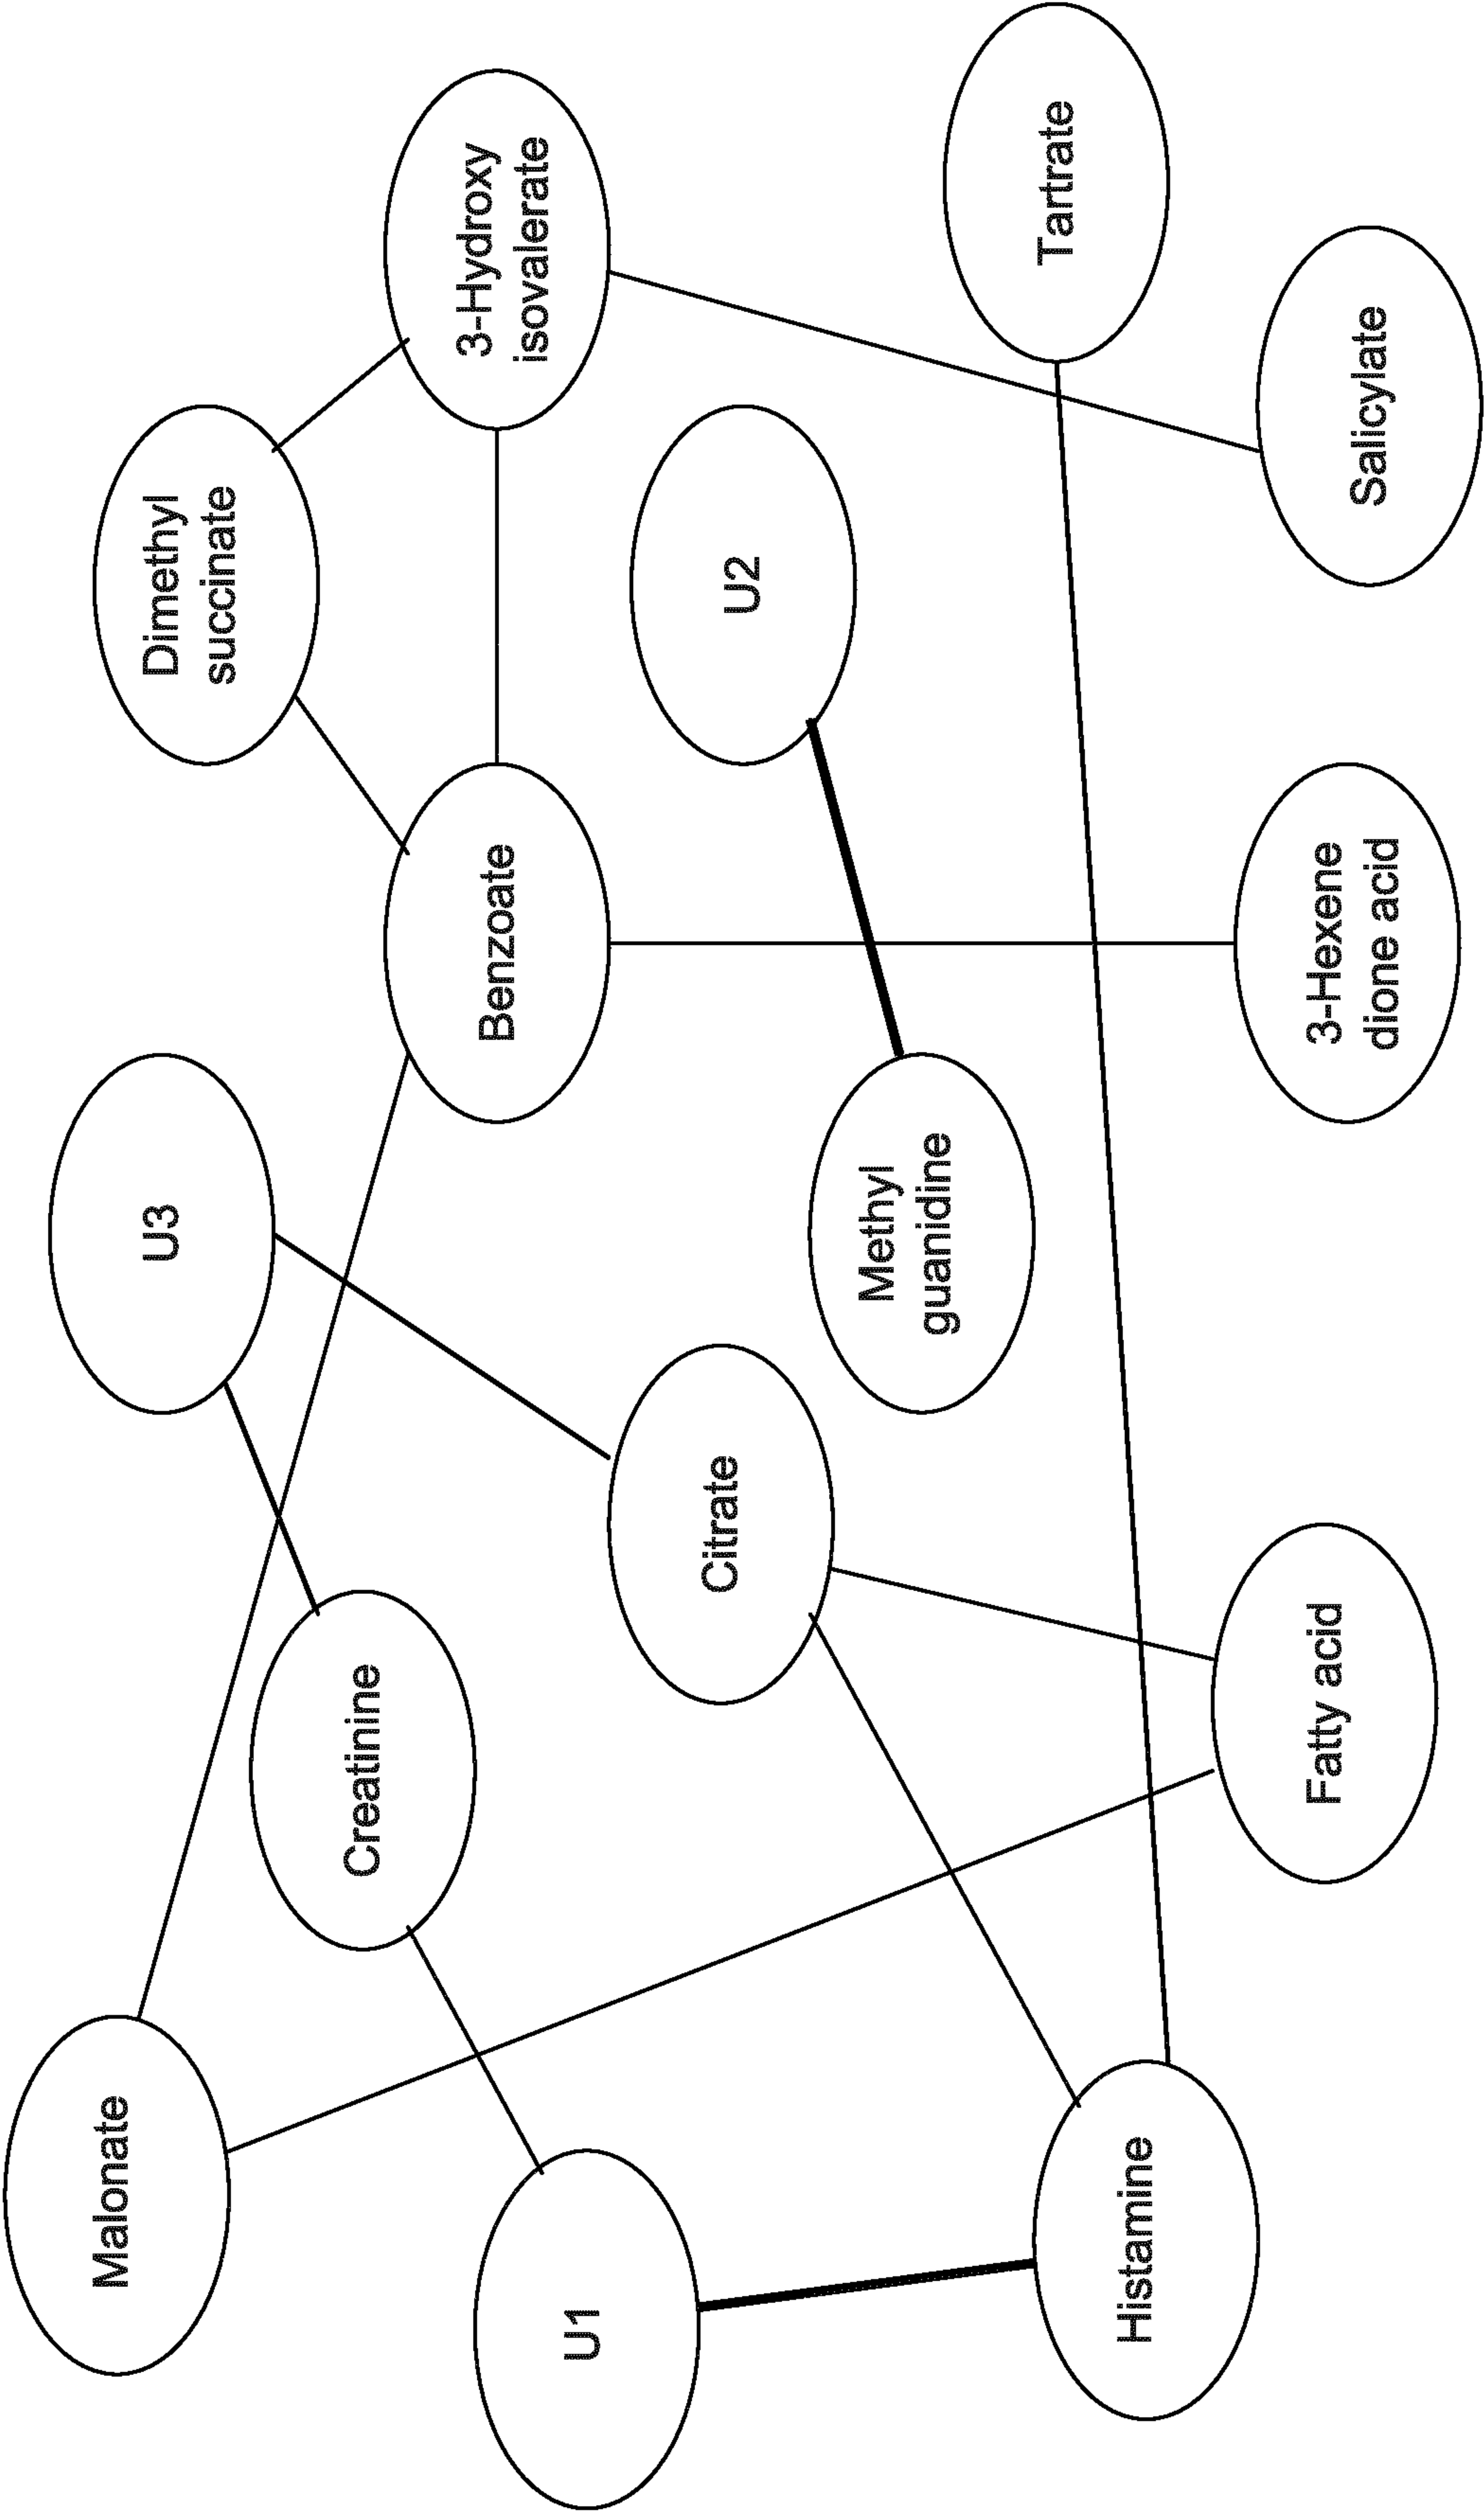 Malonate
U3
Dimethyl
succinate
Creatinine
Benzoate
3-Hydroxy
isovalerate
U1
Citrate
U2
Methyl
guanidine
Tartrate
Histamine
Fatty acid
3-Hexene
dione acid
Salicylate